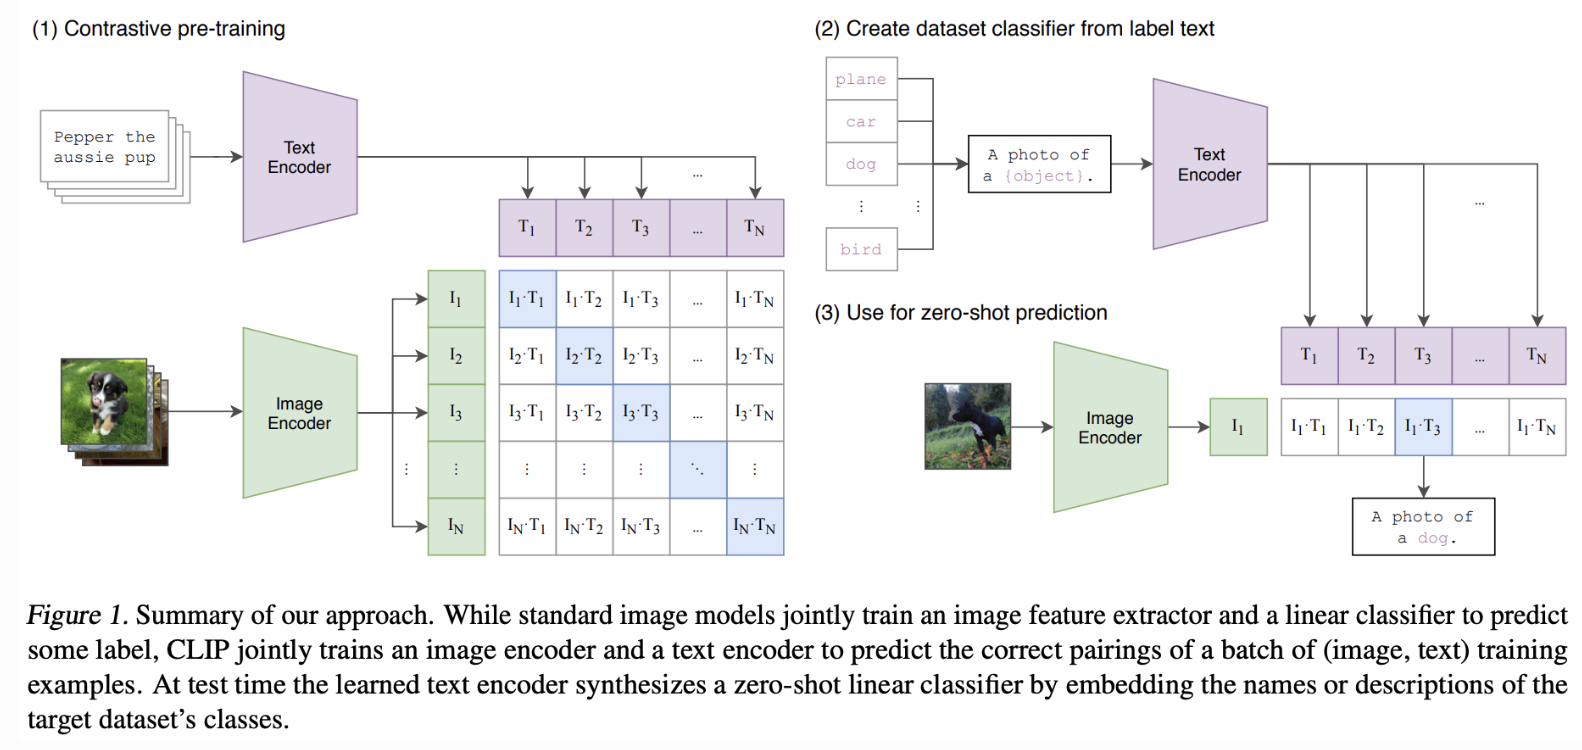 (1) Contrastive pre-training
Pepper the
aussie pup
Text
Encoder
...
T1 T2 T3 ... TN
Image
Encoder
⋮
I1 I1·T1 I1·T2 I1·T3 ... I1·TN
I2 I2·T1 I2·T2 I2·T3 ... I2·TN
I3 I3·T1 I3·T2 I3·T3 ... I3·TN
⋮ ⋮ ⋮ ⋮ ⋱ ⋮
IN IN·T1 IN·T2 IN·T3 ... IN·TN
(2) Create dataset classifier from label text
plane
car
dog
⋮ ⋮
bird
A photo of
a {object}.
Text
Encoder
...
(3) Use for zero-shot prediction
T1 T2 T3 ... TN
Image
Encoder
I1 I1·T1 I1·T2 I1·T3 ... I1·TN
A photo of
a dog.
Figure 1. Summary of our approach. While standard image models jointly train an image feature extractor and a linear classifier to predict
some label, CLIP jointly trains an image encoder and a text encoder to predict the correct pairings of a batch of (image, text) training
examples. At test time the learned text encoder synthesizes a zero-shot linear classifier by embedding the names or descriptions of the
target dataset’s classes.